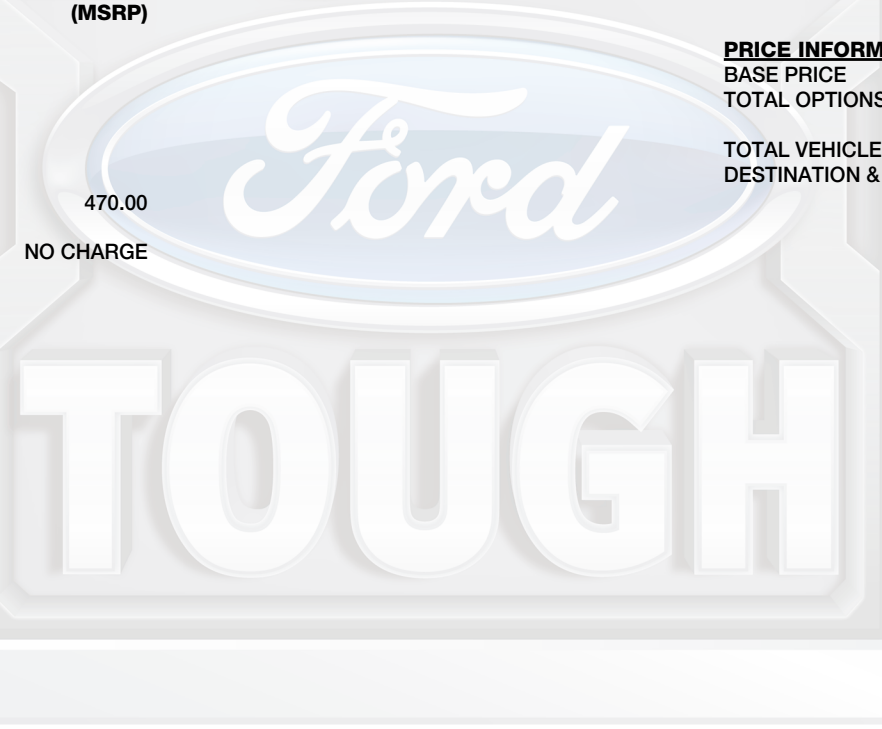 (MSRP)
470.00
NO CHARGE
PRICE INFORM
BASE PRICE
TOTAL OPTIONS
TOTAL VEHICLE
DESTINATION &
Ford
TOUGH